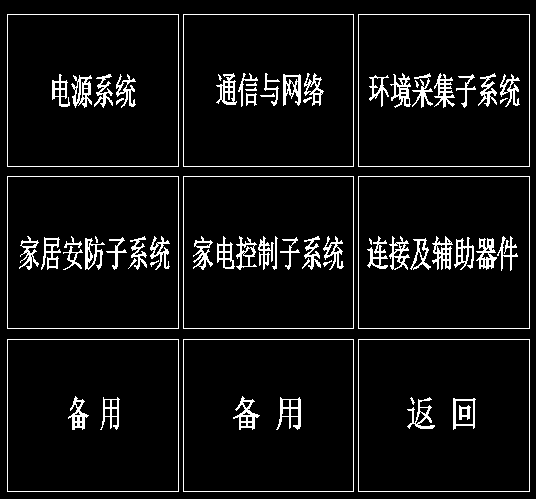 电源系统
通信与网络
环境采集子系统
家居安防子系统
家电控制子系统
连接及辅助器件
备用
备用
返回